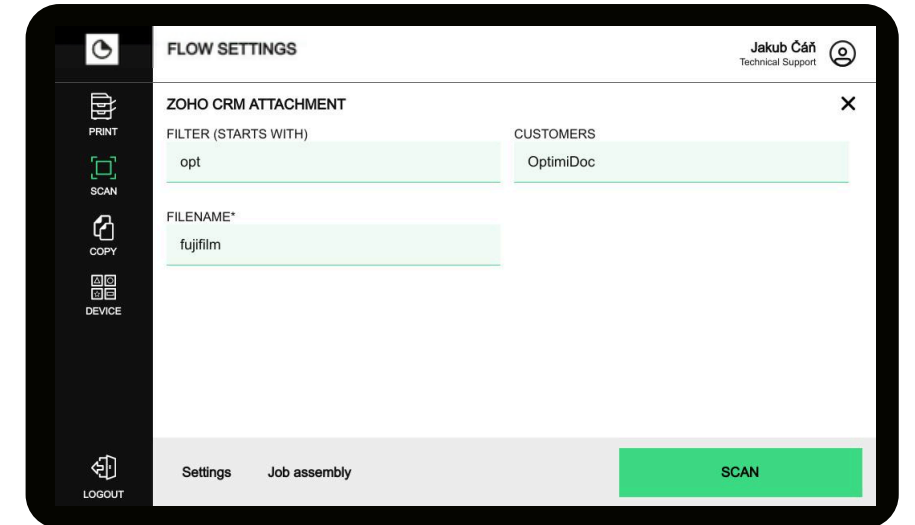 FLOW SETTINGS
Jakub Čáň
Technical Support
PRINT
SCAN
COPY
DEVICE
LOGOUT
ZOHO CRM ATTACHMENT
FILTER (STARTS WITH)
CUSTOMERS
opt
OptimiDoc
FILENAME*
fujifilm
Settings
Job assembly
SCAN